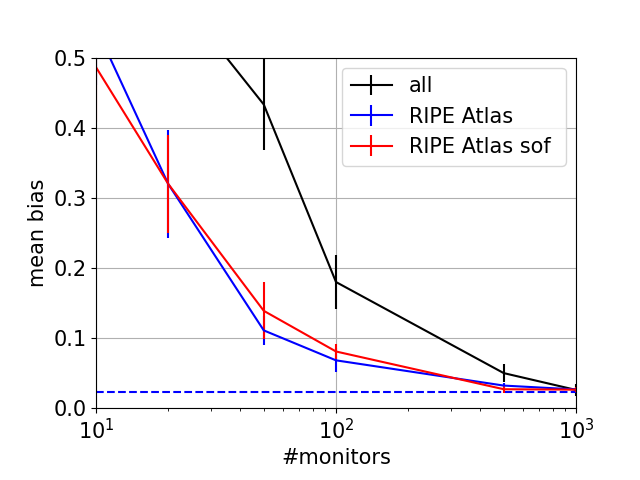 0.5
0.4
0.3
0.2
0.1
0.0
mean bias
10^1
10^2
10^3
#monitors
all
RIPE Atlas
RIPE Atlas sof